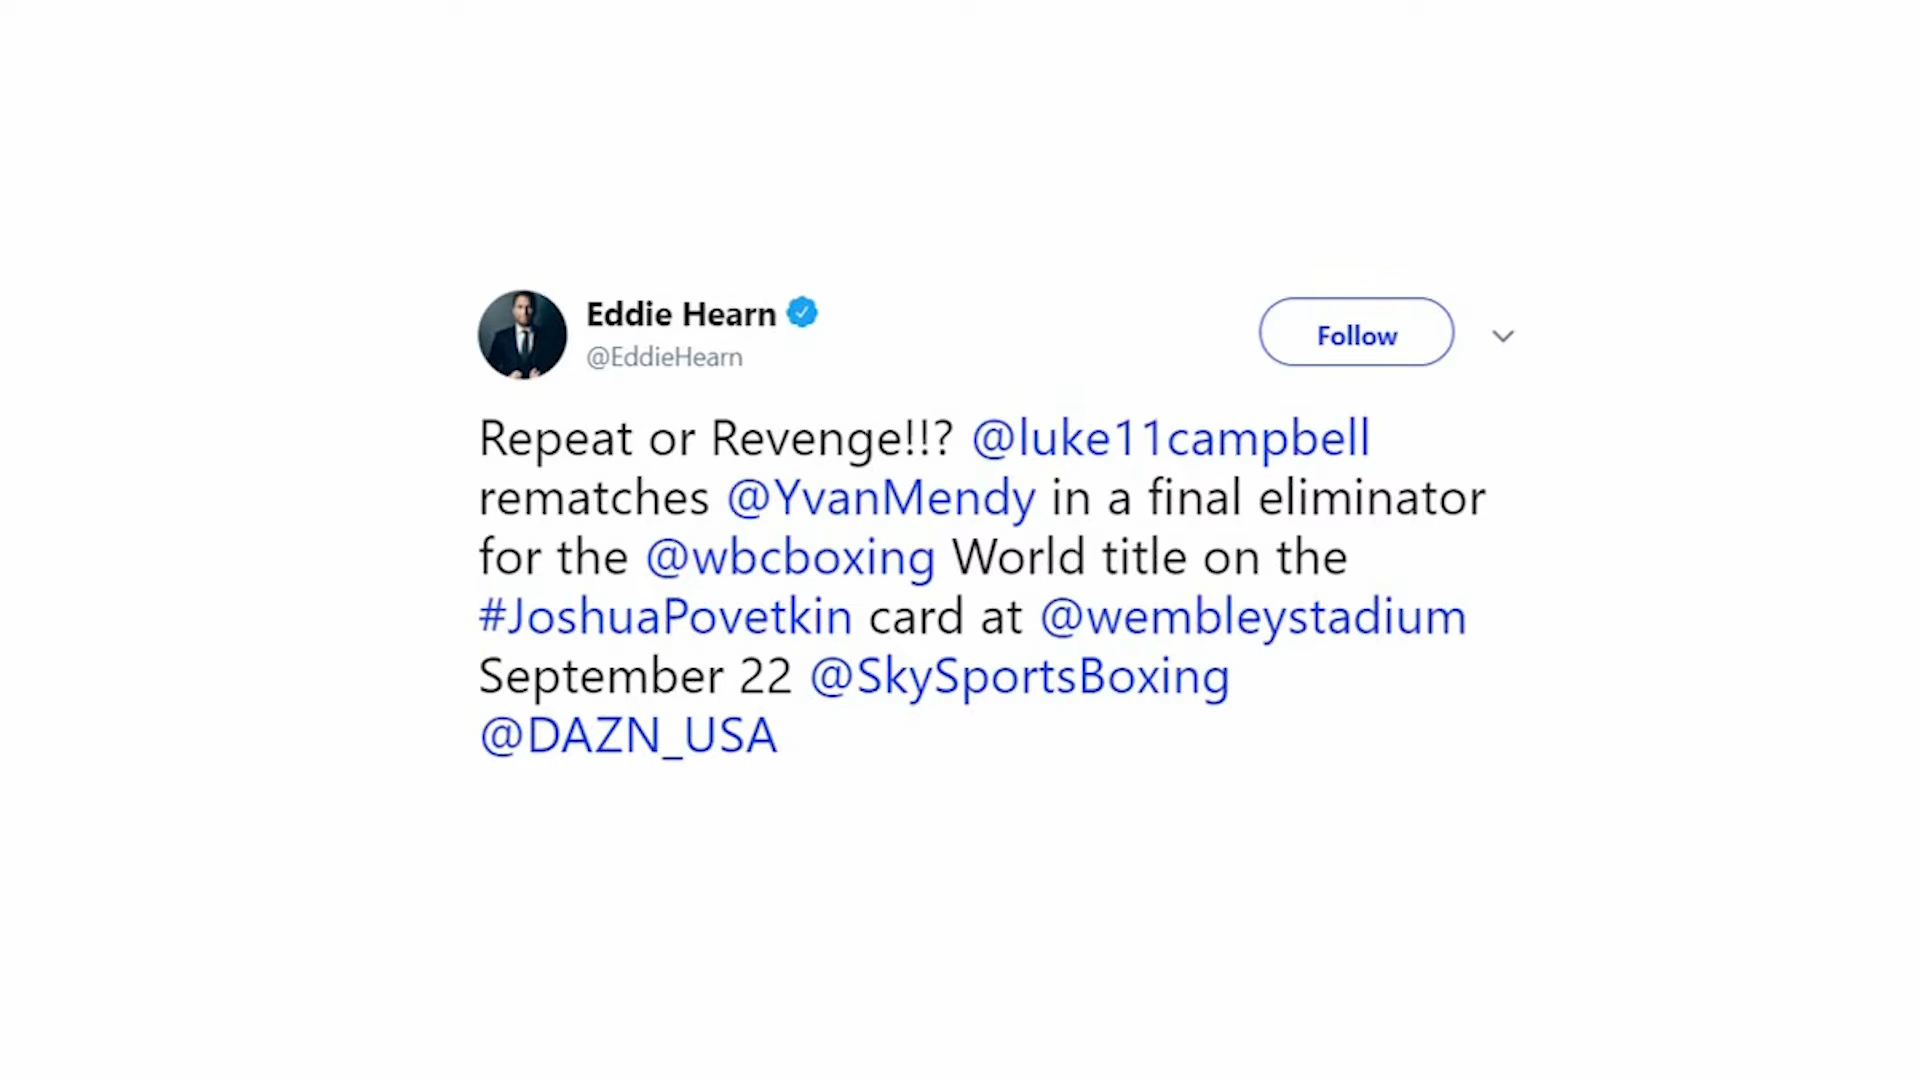 Eddie Hearn
@EddieHearn
Follow
Repeat or Revenge!!? @luke11campbell
rematches @YvanMendy in a final eliminator
for the @wbcboxing World title on the
#JoshuaPovetkin card at @wembleystadium
September 22 @SkySportsBoxing
@DAZN_USA